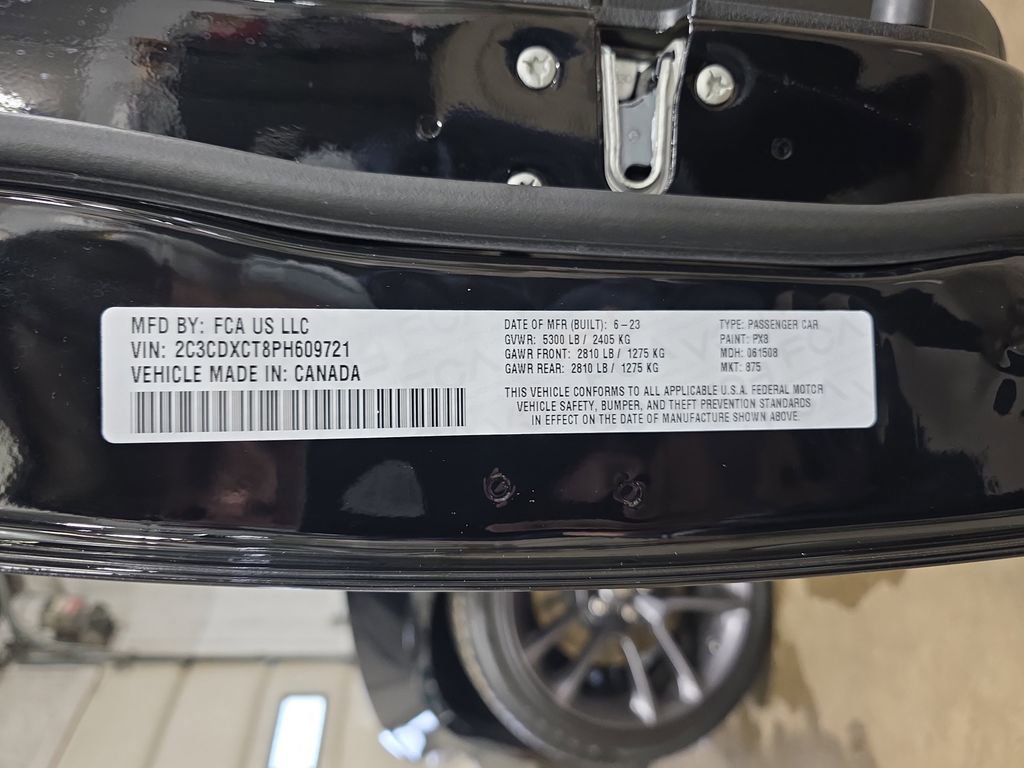 MFD BY: FCA US LLC
VIN: 2C3CDXCT8PH609721
VEHICLE MADE IN: CANADA
DATE OF MFR (BUILT): 6-23
GVWR: 5300 LB / 2405 KG
GAWR FRONT: 2810 LB / 1275 KG
GAWR REAR: 2810 LB / 1275 KG
TYPE: PASSENGER CAR
PAINT: PX8
MDH: 061508
MKT: 875
THIS VEHICLE CONFORMS TO ALL APPLICABLE U.S.A. FEDERAL MOTOR
VEHICLE SAFETY, BUMPER, AND THEFT PREVENTION STANDARDS
IN EFFECT ON THE DATE OF MANUFACTURE SHOWN ABOVE.